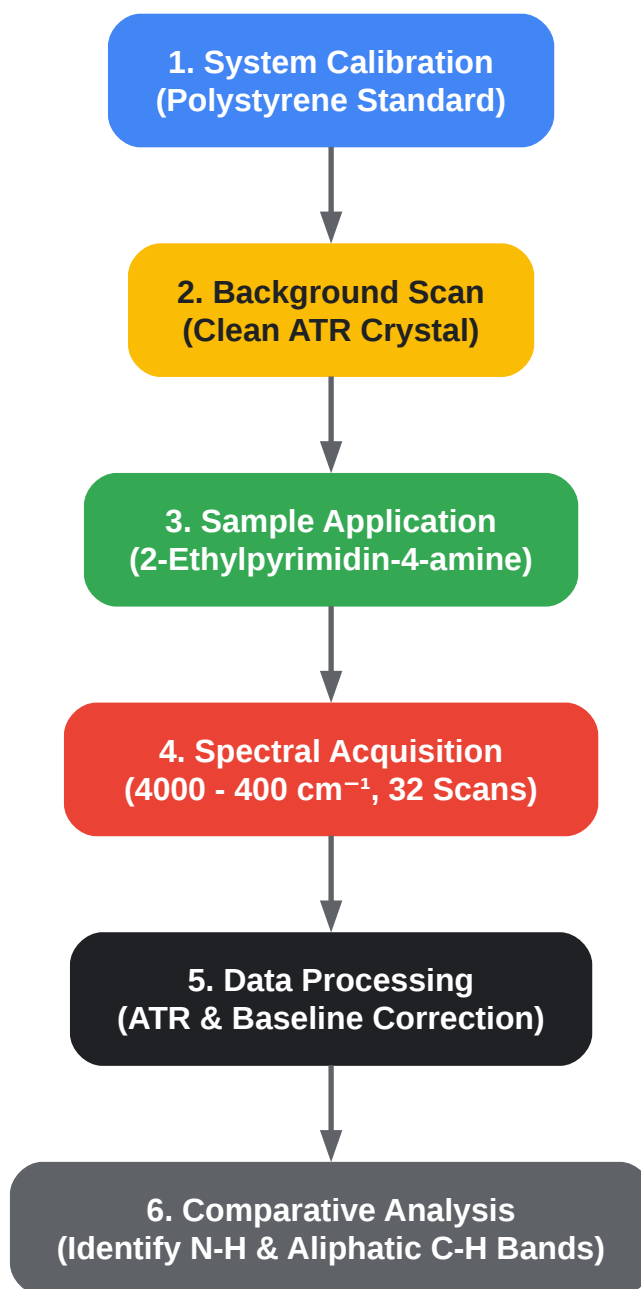 1. System Calibration
(Polystyrene Standard)
2. Background Scan
(Clean ATR Crystal)
3. Sample Application
(2-Ethylpyrimidin-4-amine)
4. Spectral Acquisition
(4000 - 400 cm⁻¹, 32 Scans)
5. Data Processing
(ATR & Baseline Correction)
6. Comparative Analysis
(Identify N-H & Aliphatic C-H Bands)